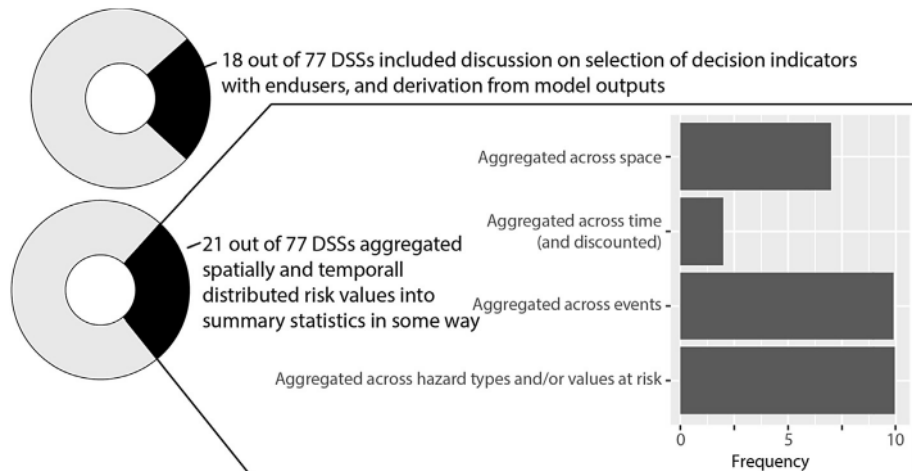 18 out of 77 DSSs included discussion on selection of decision indicators
with endusers, and derivation from model outputs
21 out of 77 DSSs aggregated
spatially and temporall
distributed risk values into
summary statistics in some way
Aggregated across space
Aggregated across time
(and discounted)
Aggregated across events
Aggregated across hazard types and/or values at risk
0 5 10
Frequency